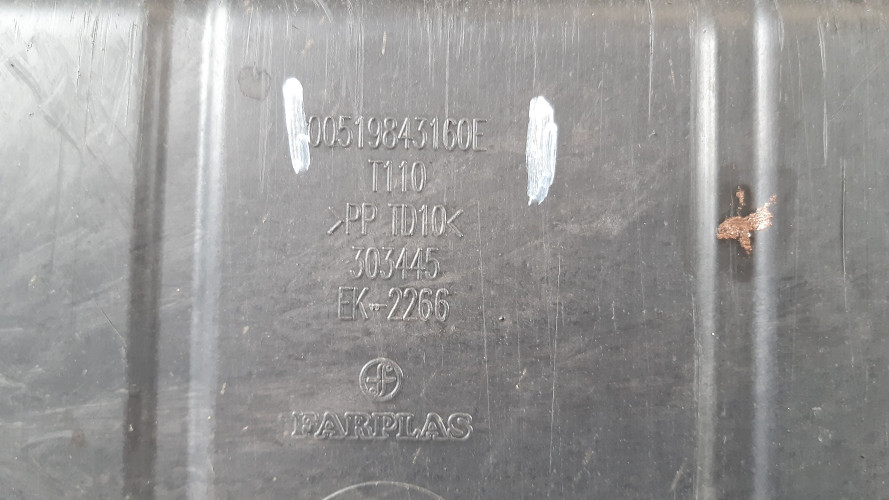 00519843160E
T110
>PP TD10<
303445
EK-2266
FARPLAS